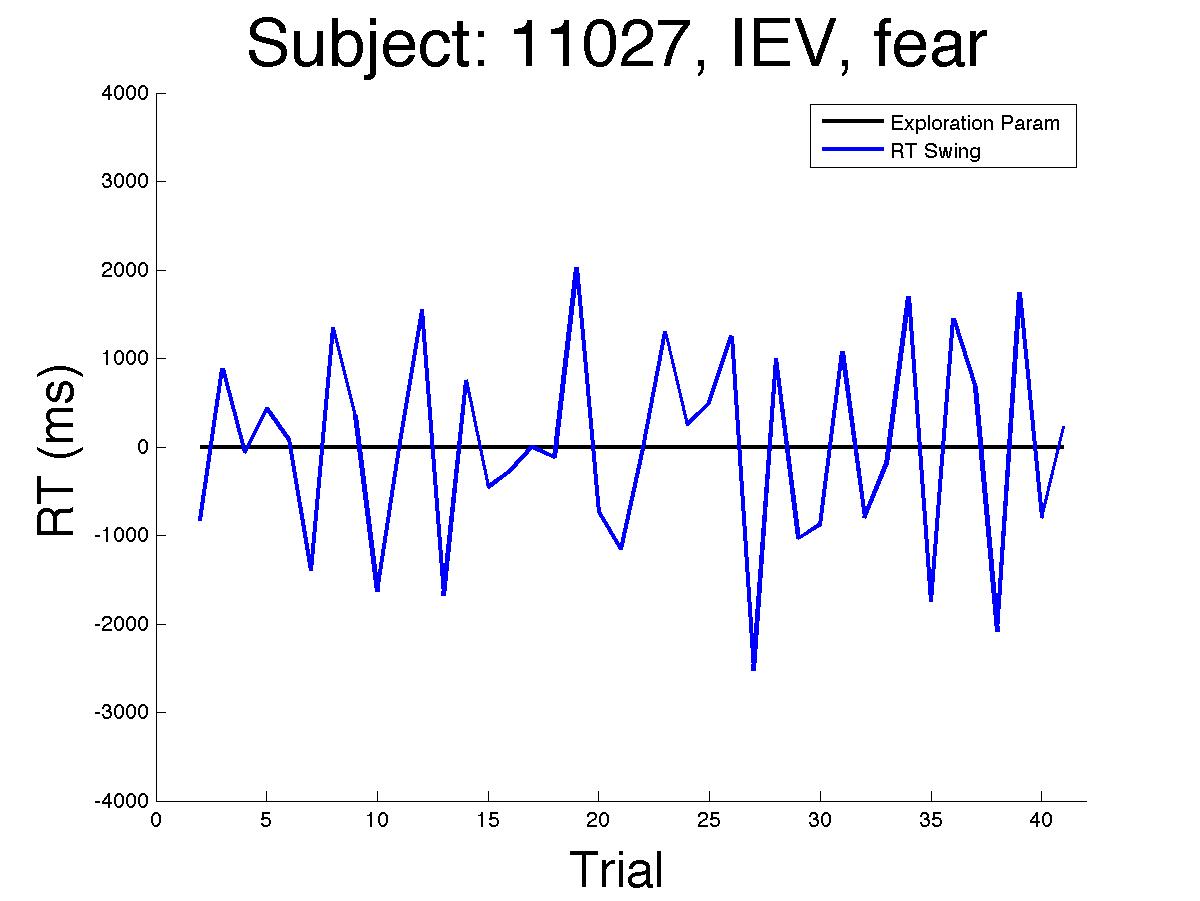 Subject: 11027, IEV, fear
4000
3000
2000
1000
0
-1000
-2000
-3000
-4000
RT (ms)
Exploration Param
RT Swing
0 5 10 15 20 25 30 35 40
Trial